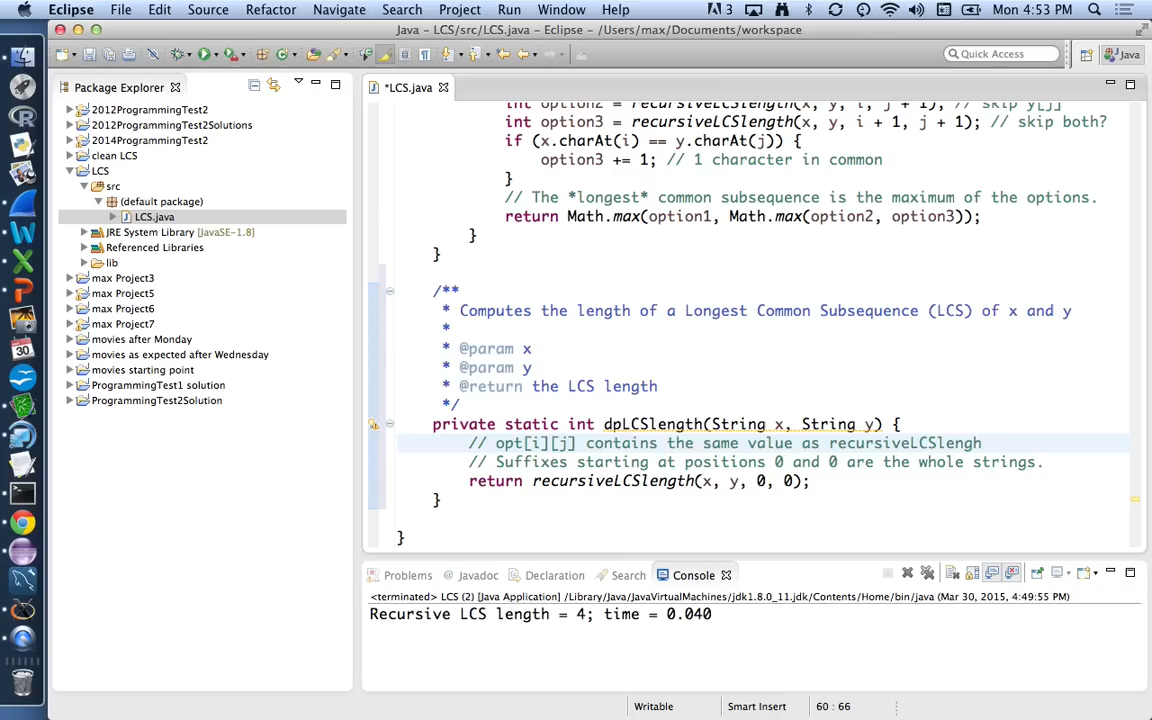 Eclipse File Edit Source Refactor Navigate Search Project Run Window Help 3 Mon 4:53 PM
Java - LCS/src/LCS.java - Eclipse - /Users/max/Documents/workspace
Quick Access Java
Package Explorer
*LCS.java
2012ProgrammingTest2
2012ProgrammingTest2Solutions
2014ProgrammingTest2
clean LCS
LCS
src
(default package)
LCS.java
JRE System Library [JavaSE-1.8]
Referenced Libraries
lib
max Project3
max Project5
max Project6
max Project7
movies after Monday
movies as expected after Wednesday
movies starting point
ProgrammingTest1 solution
ProgrammingTest2Solution
int option2 = recursiveLCSlength(x, y, i, j + 1); // skip y[j]
int option3 = recursiveLCSlength(x, y, i + 1, j + 1); // skip both?
if (x.charAt(i) == y.charAt(j)) {
option3 += 1; // 1 character in common
}
// The *longest* common subsequence is the maximum of the options.
return Math.max(option1, Math.max(option2, option3));
}
}
/**
* Computes the length of a Longest Common Subsequence (LCS) of x and y
*
* @param x
* @param y
* @return the LCS length
*/
private static int dpLCSlength(String x, String y) {
// opt[i][j] contains the same value as recursiveLCSlengh
// Suffixes starting at positions 0 and 0 are the whole strings.
return recursiveLCSlength(x, y, 0, 0);
}
}
Problems Javadoc Declaration Search Console
<terminated> LCS (2) [Java Application] /Library/Java/JavaVirtualMachines/jdk1.8.0_11.jdk/Contents/Home/bin/java (Mar 30, 2015, 4:49:55 PM)
Recursive LCS length = 4; time = 0.040
Writable Smart Insert 60 : 66